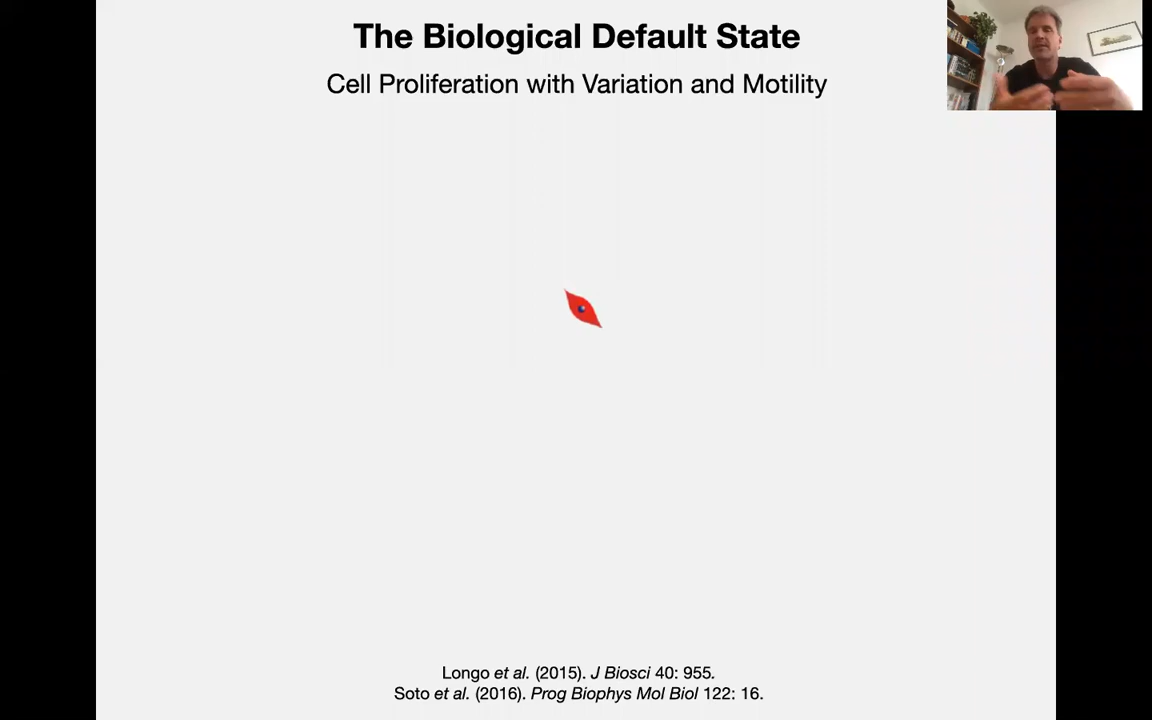 The Biological Default State
Cell Proliferation with Variation and Motility
Longo et al. (2015). J Biosci 40: 955.
Soto et al. (2016). Prog Biophys Mol Biol 122: 16.